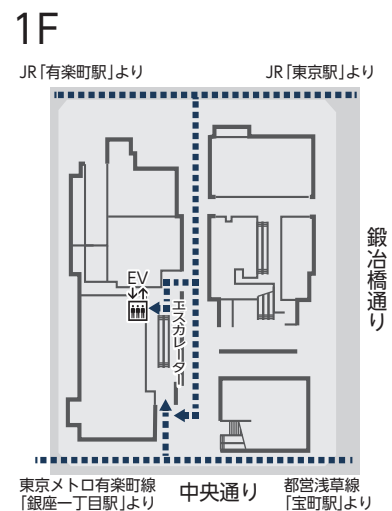 1F
JR「有楽町駅」より
JR「東京駅」より
鍛冶橋通り
EV
エスカレーター
東京メトロ有楽町線
「銀座一丁目駅」より
中央通り
都営浅草線
「宝町駅」より